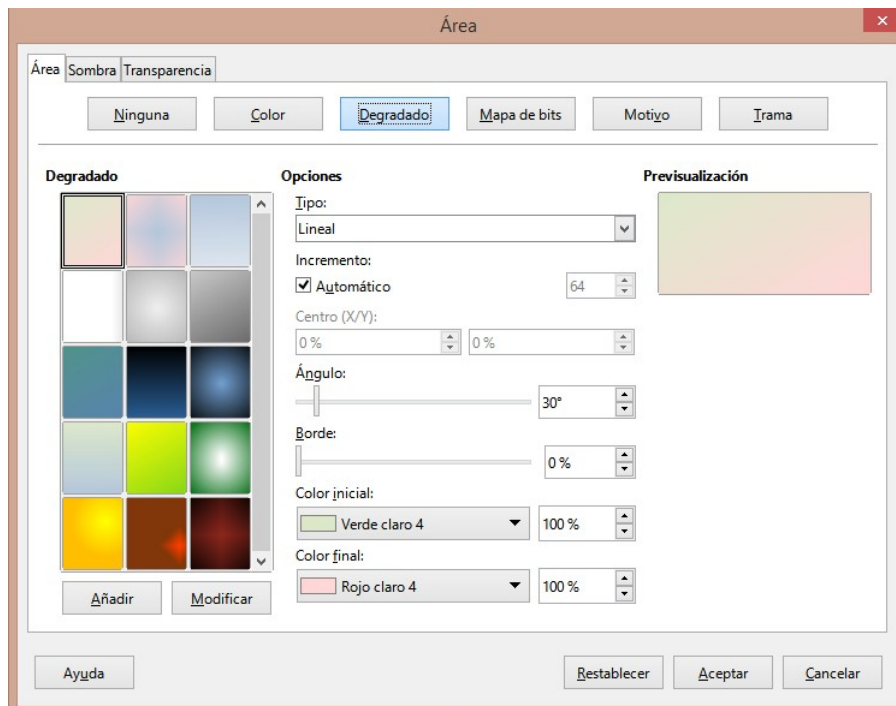 Área
Área Sombra Transparencia
Ninguna Color Degradado Mapa de bits Motivo Trama
Degradado
Opciones
Previsualización
Tipo:
Lineal
Incremento:
Automático 64
Centro (X/Y):
0 % 0 %
Ángulo:
30°
Borde:
0 %
Color inicial:
Verde claro 4 100 %
Color final:
Rojo claro 4 100 %
Añadir Modificar
Ayuda Restablecer Aceptar Cancelar